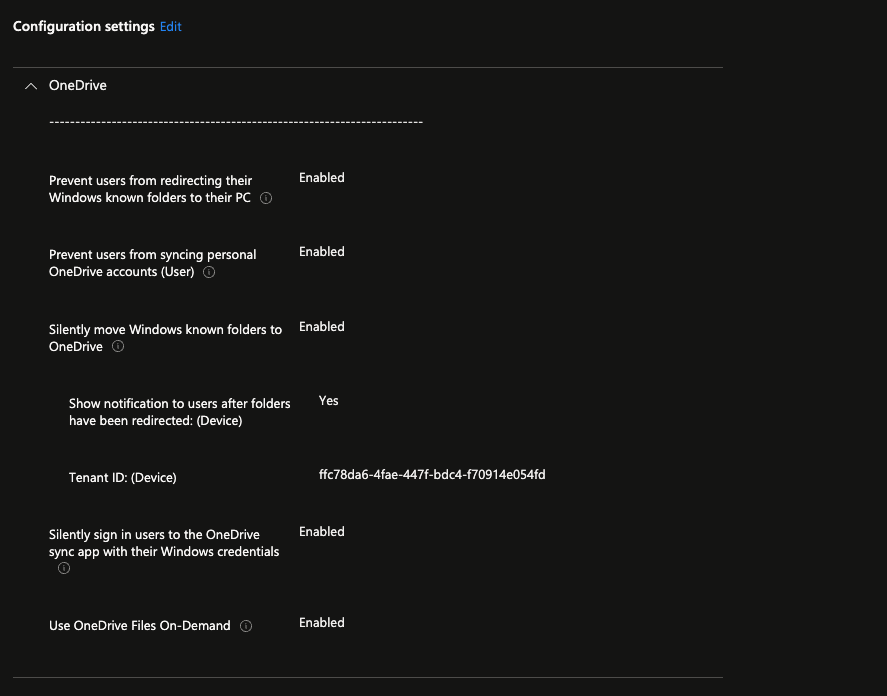 Configuration settings Edit
OneDrive
------------------------------------------------------------------------
Prevent users from redirecting their Enabled
Windows known folders to their PC
Prevent users from syncing personal Enabled
OneDrive accounts (User)
Silently move Windows known folders to Enabled
OneDrive
Show notification to users after folders Yes
have been redirected: (Device)
Tenant ID: (Device) ffc78da6-4fae-447f-bdc4-f70914e054fd
Silently sign in users to the OneDrive Enabled
sync app with their Windows credentials
Use OneDrive Files On-Demand Enabled